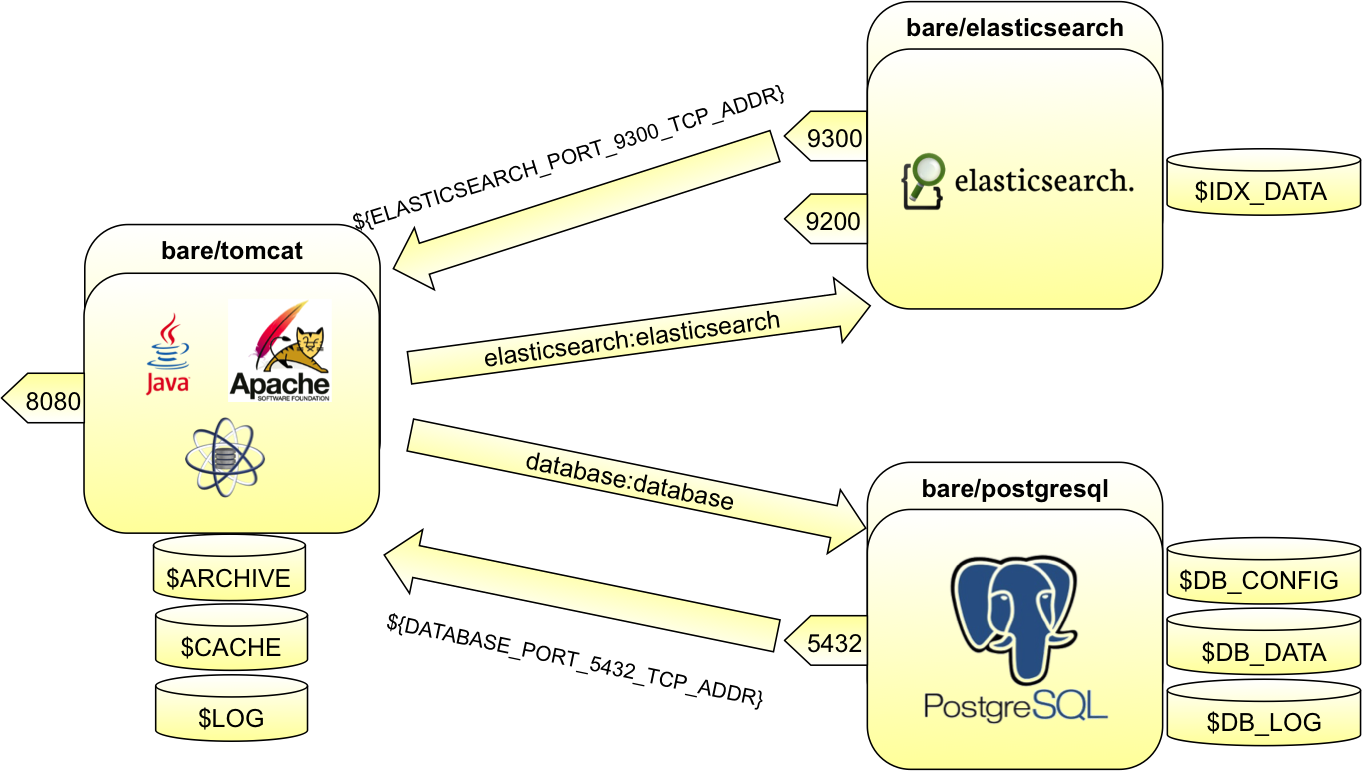 bare/elasticsearch
9300
9200
elasticsearch.
$IDX_DATA
${ELASTICSEARCH_PORT_9300_TCP_ADDR}
bare/tomcat
Java
Apache
SOFTWARE FOUNDATION
8080
elasticsearch:elasticsearch
database:database
${DATABASE_PORT_5432_TCP_ADDR}
$ARCHIVE
$CACHE
$LOG
bare/postgresql
5432
PostgreSQL
$DB_CONFIG
$DB_DATA
$DB_LOG